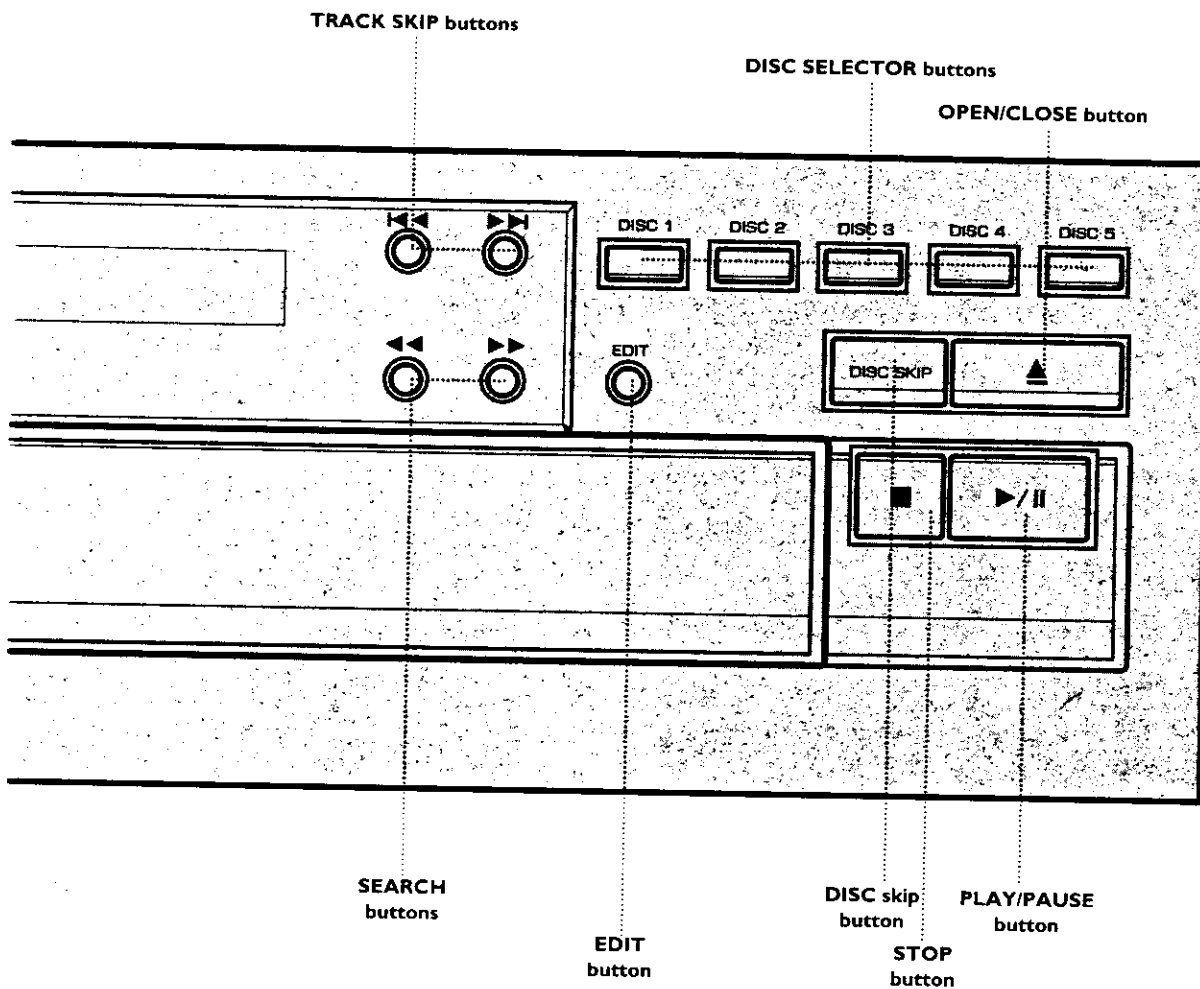 TRACK SKIP buttons
DISC SELECTOR buttons
OPEN/CLOSE button
DISC 1
DISC 2
DISC 3
DISC 4
DISC 5
EDIT
DISC SKIP
SEARCH
buttons
DISC skip
button
PLAY/PAUSE
button
EDIT
button
STOP
button